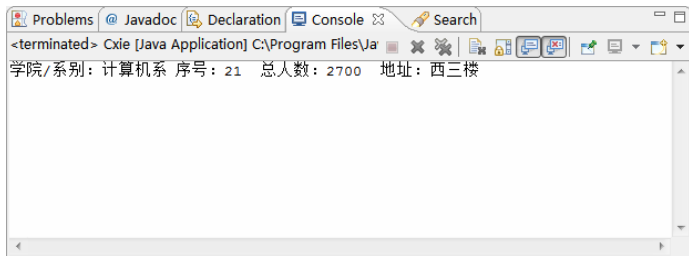 Problems @ Javadoc Declaration Console Search
<terminated> Cxie [Java Application] C:\Program Files\Ja
学院/系别：计算机系 序号：21 总人数：2700 地址：西三楼